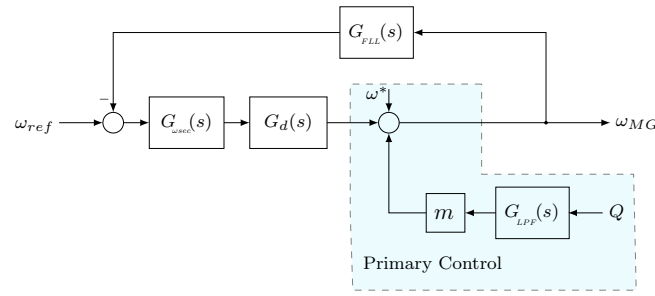 G_FLL(s)
−
ω*
ω_ref
G_ωsec(s)
G_d(s)
ω_MG
m
G_LPF(s)
Q
Primary Control